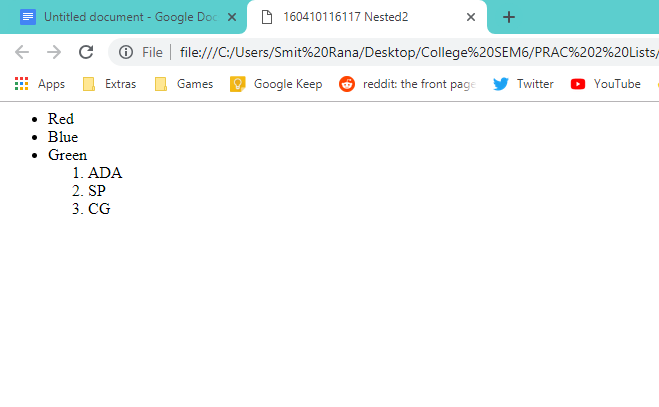 Untitled document - Google Doc
160410116117 Nested2
File
file:///C:/Users/Smit%20Rana/Desktop/College%20SEM6/PRAC%202%20Lists/
Apps
Extras
Games
Google Keep
reddit: the front page
Twitter
YouTube
• Red
• Blue
• Green
1. ADA
2. SP
3. CG